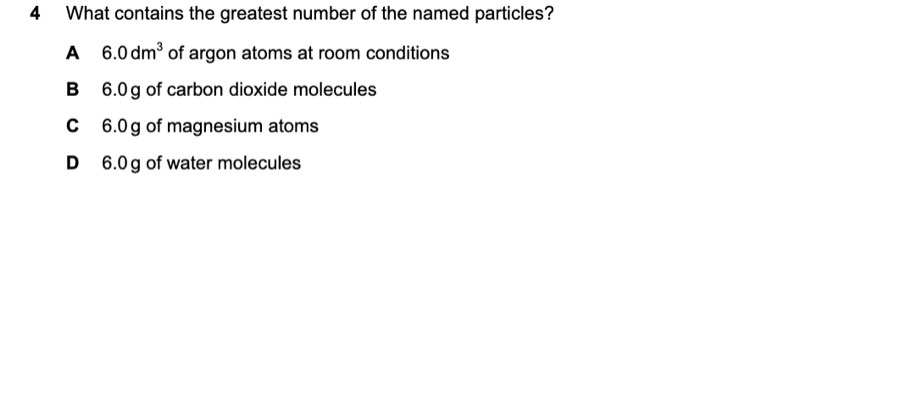 4 What contains the greatest number of the named particles?
A 6.0 dm³ of argon atoms at room conditions
B 6.0 g of carbon dioxide molecules
C 6.0 g of magnesium atoms
D 6.0 g of water molecules